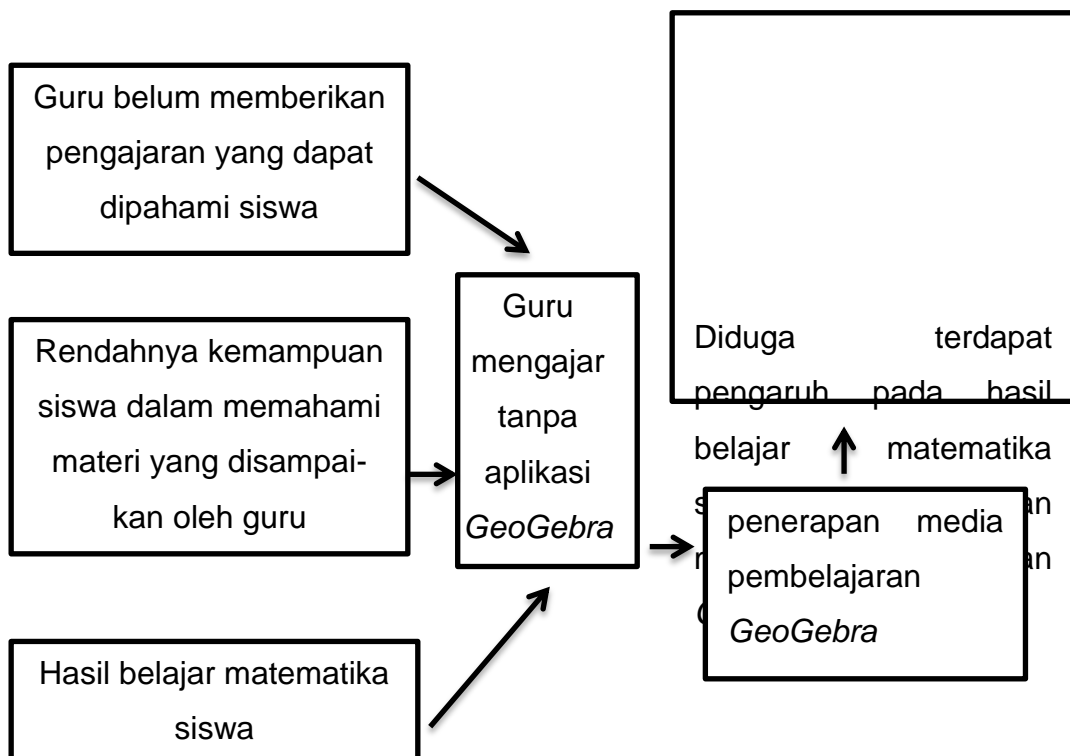 Guru belum memberikan
pengajaran yang dapat
dipahami siswa
Rendahnya kemampuan
siswa dalam memahami
materi yang disampai-
kan oleh guru
Hasil belajar matematika
siswa
Guru
mengajar
tanpa
aplikasi
GeoGebra
Diduga terdapat
pengaruh pada hasil
belajar matematika
penerapan media
pembelajaran
GeoGebra